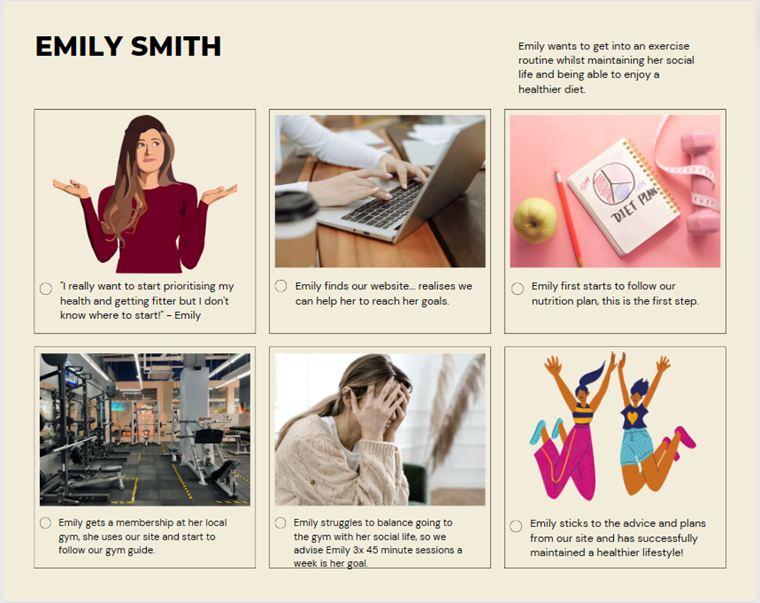 EMILY SMITH
Emily wants to get into an exercise
routine whilst maintaining her social
life and being able to enjoy a
healthier diet.
DIET PLAN
"I really want to start prioritising my
health and getting fitter but I don't
know where to start!" - Emily
Emily finds our website... realises we
can help her to reach her goals.
Emily first starts to follow our
nutrition plan, this is the first step.
Emily gets a membership at her local
gym, she uses our site and start to
follow our gym guide.
Emily struggles to balance going to
the gym with her social life, so we
advise Emily 3x 45 minute sessions a
week is her goal.
Emily sticks to the advice and plans
from our site and has successfully
maintained a healthier lifestyle!